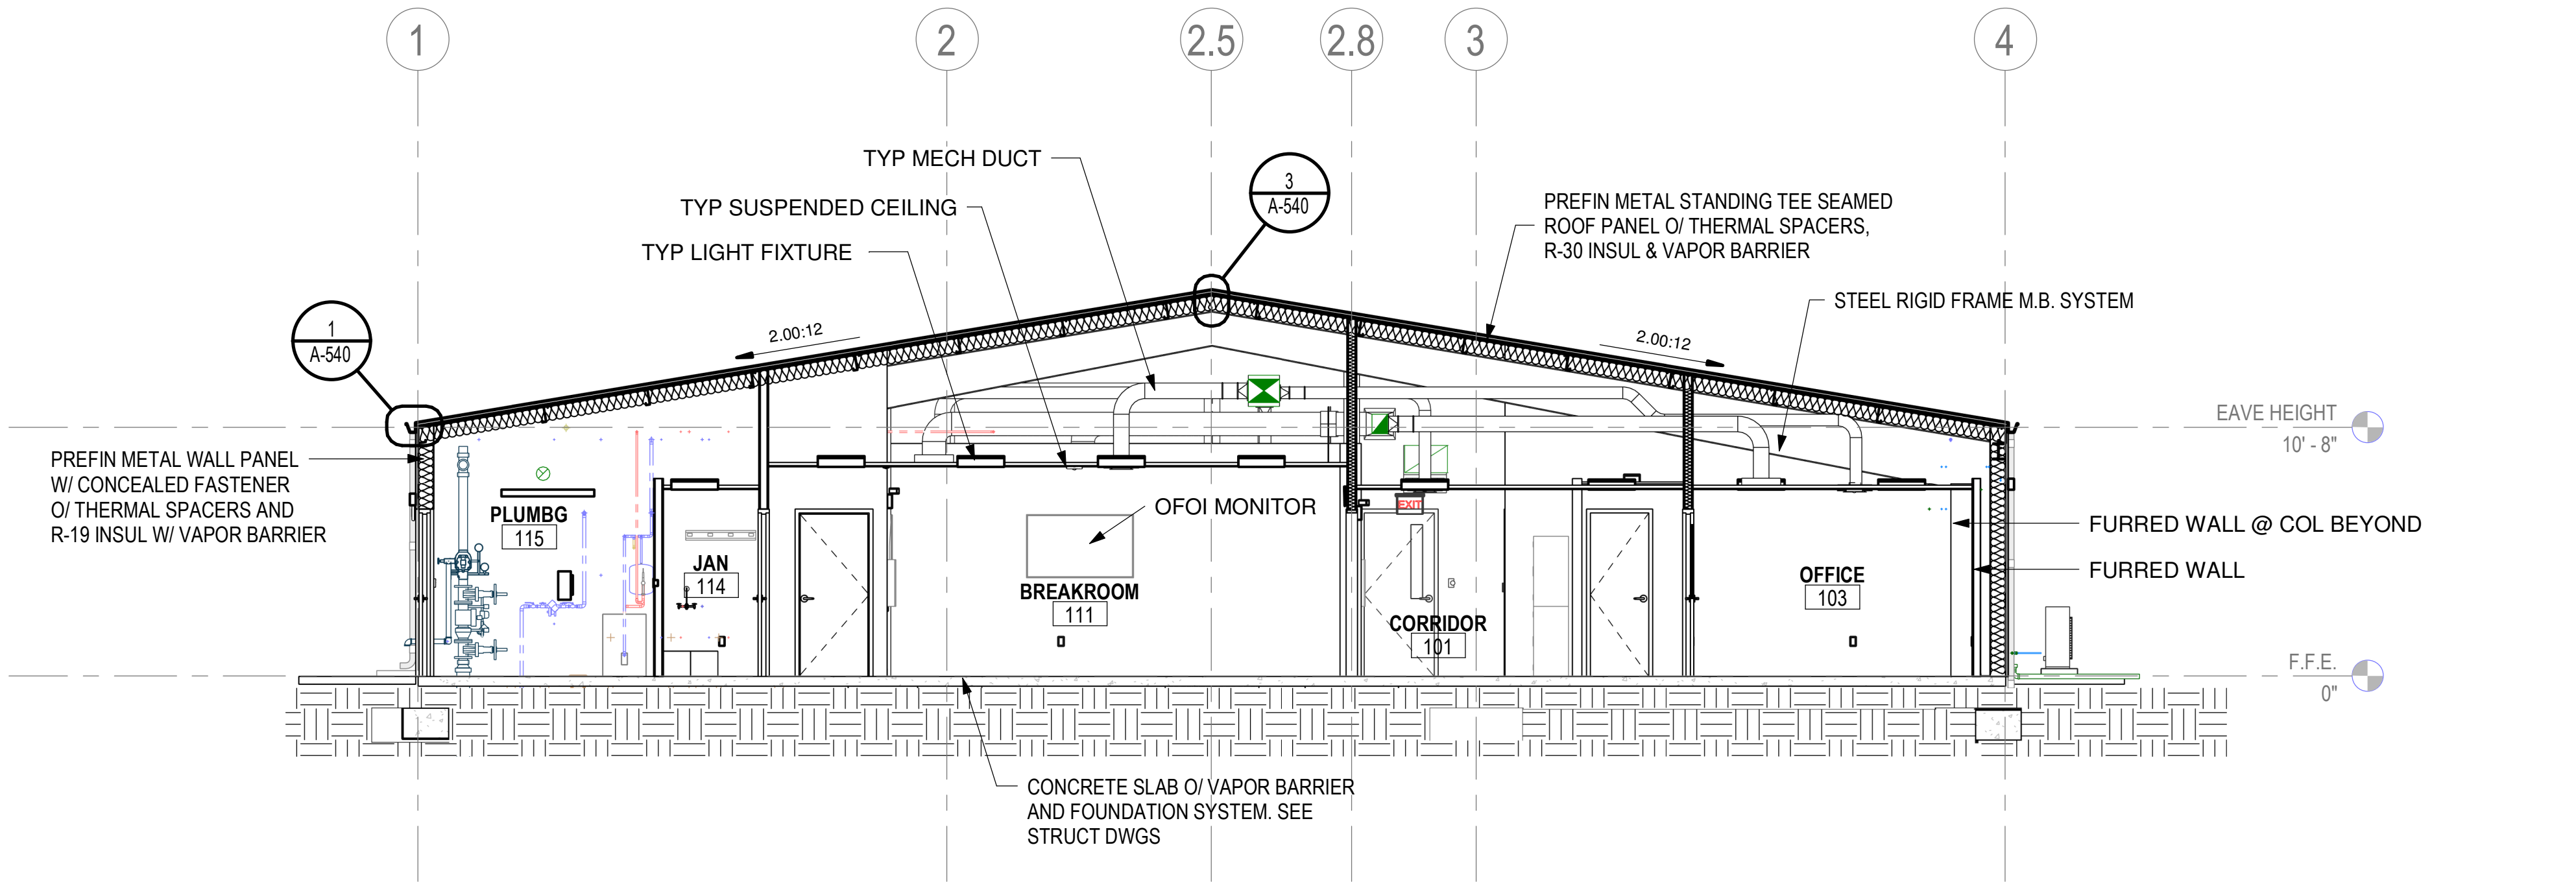 1
2
2.5
2.8
3
4
TYP MECH DUCT
3
A-540
TYP SUSPENDED CEILING
PREFIN METAL STANDING TEE SEAMED
ROOF PANEL O/ THERMAL SPACERS,
R-30 INSUL & VAPOR BARRIER
TYP LIGHT FIXTURE
STEEL RIGID FRAME M.B. SYSTEM
1
A-540
2.00:12
2.00:12
EAVE HEIGHT
10' - 8"
PREFIN METAL WALL PANEL
W/ CONCEALED FASTENER
O/ THERMAL SPACERS AND
R-19 INSUL W/ VAPOR BARRIER
PLUMBG
115
JAN
114
OFOI MONITOR
BREAKROOM
111
EXIT
CORRIDOR
101
OFFICE
103
FURRED WALL @ COL BEYOND
FURRED WALL
F.F.E.
0"
CONCRETE SLAB O/ VAPOR BARRIER
AND FOUNDATION SYSTEM. SEE
STRUCT DWGS